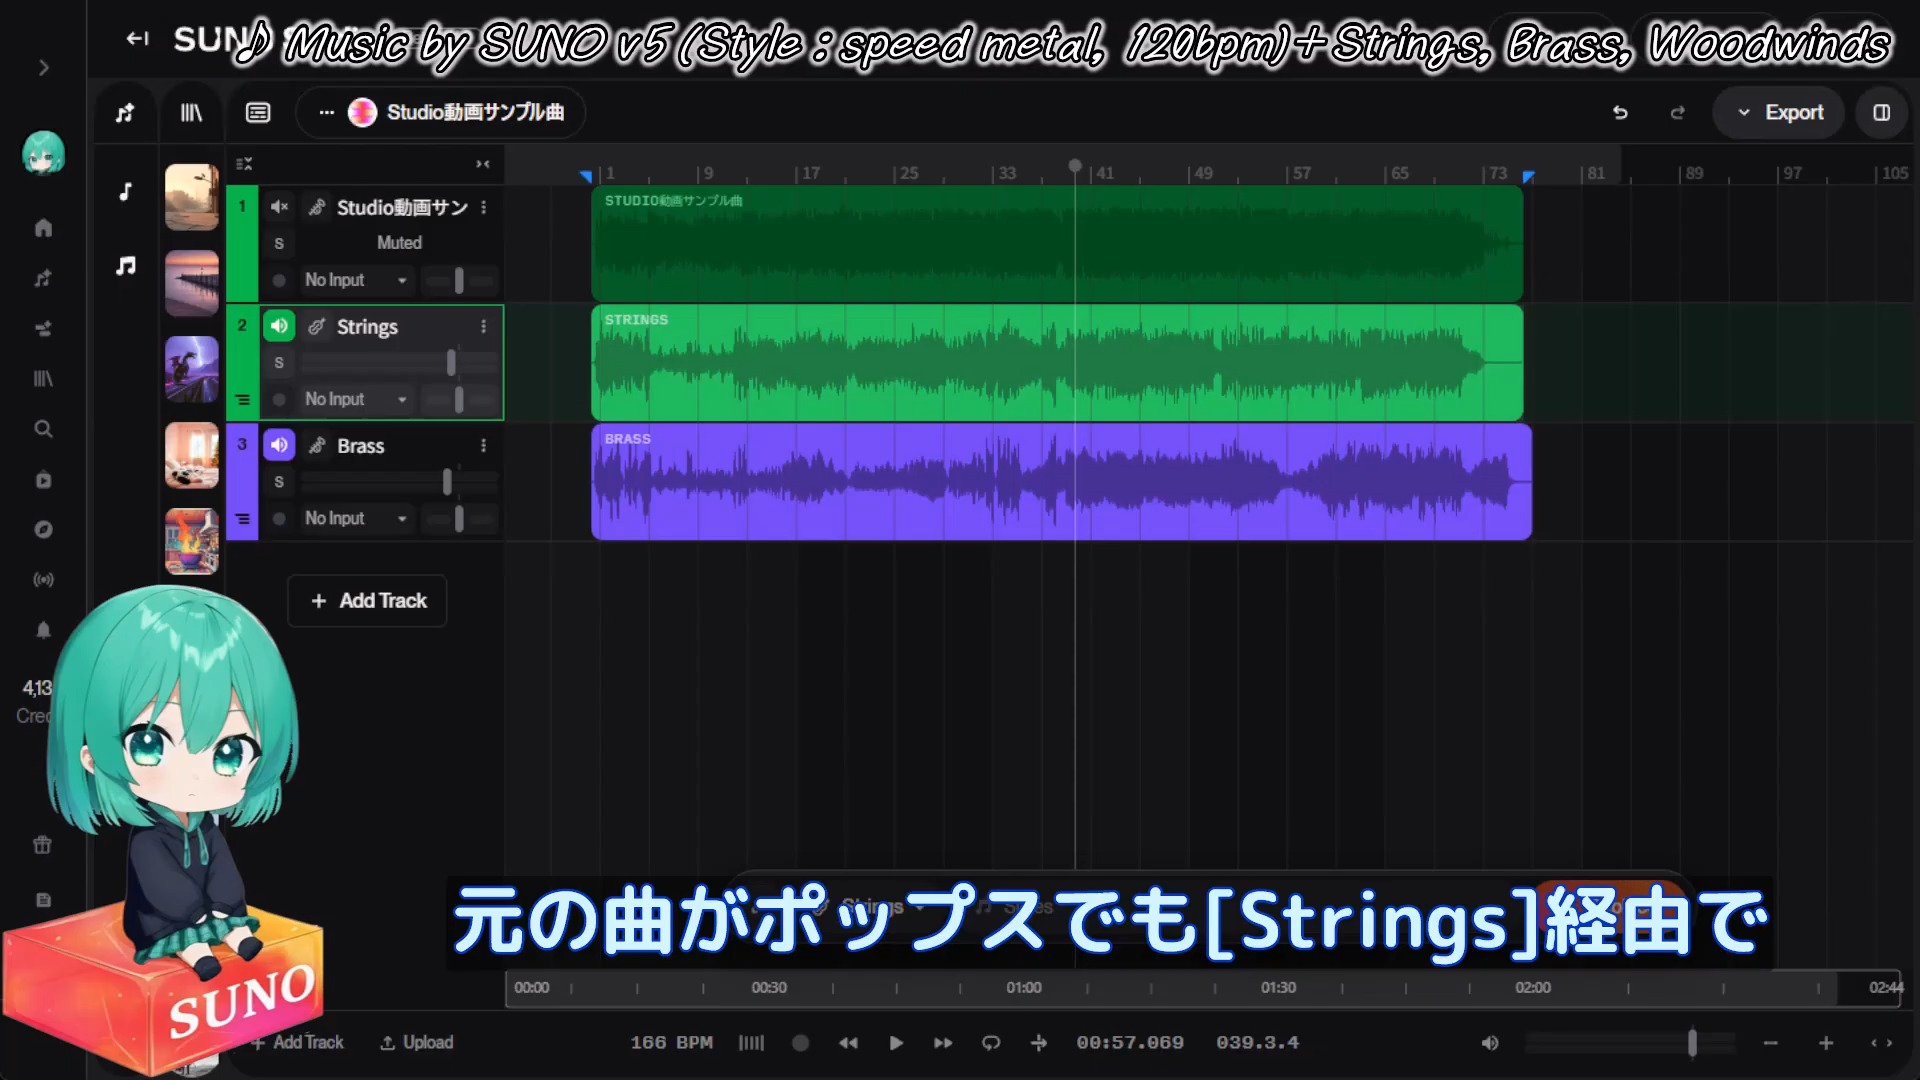 ♪ Music by SUNO v5 (Style : speed metal, 120bpm)+Strings, Brass, Woodwinds
SUNO
Studio動画サンプル曲
Export
1 9 17 25 33 41 49 57 65 73 81 89 97 105
1 Studio動画サン
Muted
S
No Input
STUDIO動画サンプル曲
2 Strings
S
No Input
STRINGS
3 Brass
S
No Input
BRASS
+ Add Track
4,13
Crec
元の曲がポップスでも[Strings]経由で
00:00 00:30 01:00 01:30 02:00 02:44
SUNO
+ Add Track Upload 166 BPM 00:57.069 039.3.4